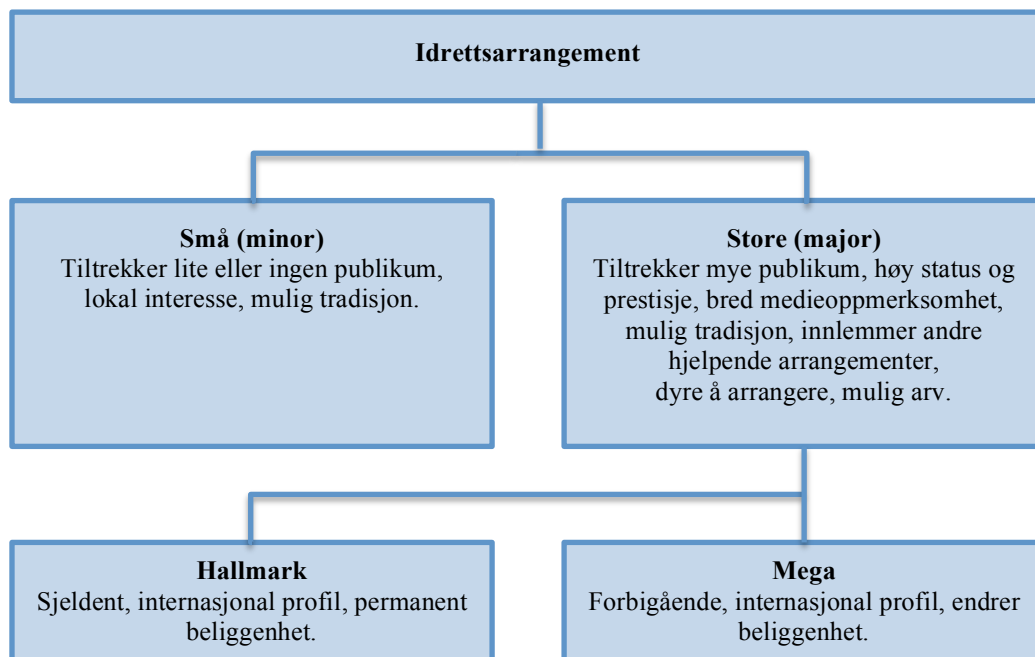 Idrettsarrangement
Små (minor)
Tiltrekker lite eller ingen publikum,
lokal interesse, mulig tradisjon.
Store (major)
Tiltrekker mye publikum, høy status og
prestisje, bred medieoppmerksomhet,
mulig tradisjon, innlemmer andre
hjelpende arrangementer,
dyre å arrangere, mulig arv.
Hallmark
Sjeldent, internasjonal profil, permanent
beliggenhet.
Mega
Forbigående, internasjonal profil, endrer
beliggenhet.